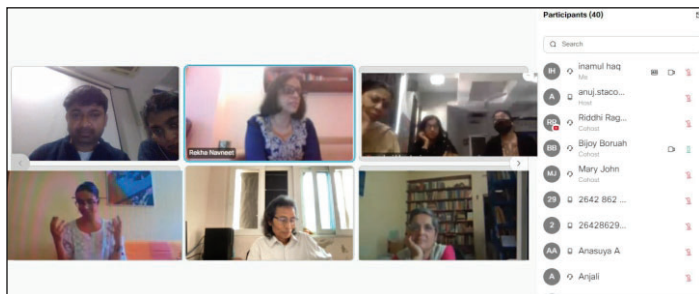 Participants (40)
Search
IH inamul haq
Me
A anuj.staco...
Host
Riddhi Rag...
Cohost
BB Bijoy Boruah
Cohost
MJ Mary John
Cohost
29 2642 862 ...
2 26428629...
AA Anasuya A
A Anjali
Rekha Navneet